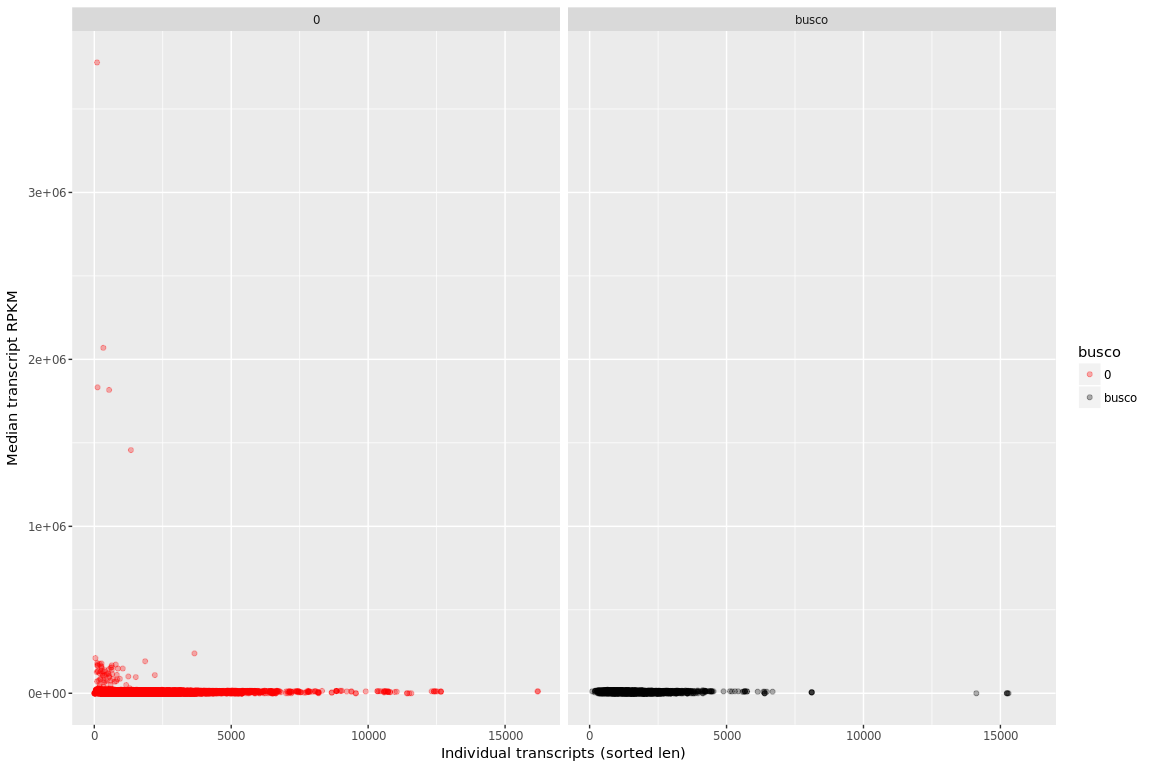 0
busco
Median transcript RPKM
3e+06
2e+06
1e+06
0e+00
0
5000
10000
15000
0
5000
10000
15000
Individual transcripts (sorted len)
busco
0
busco